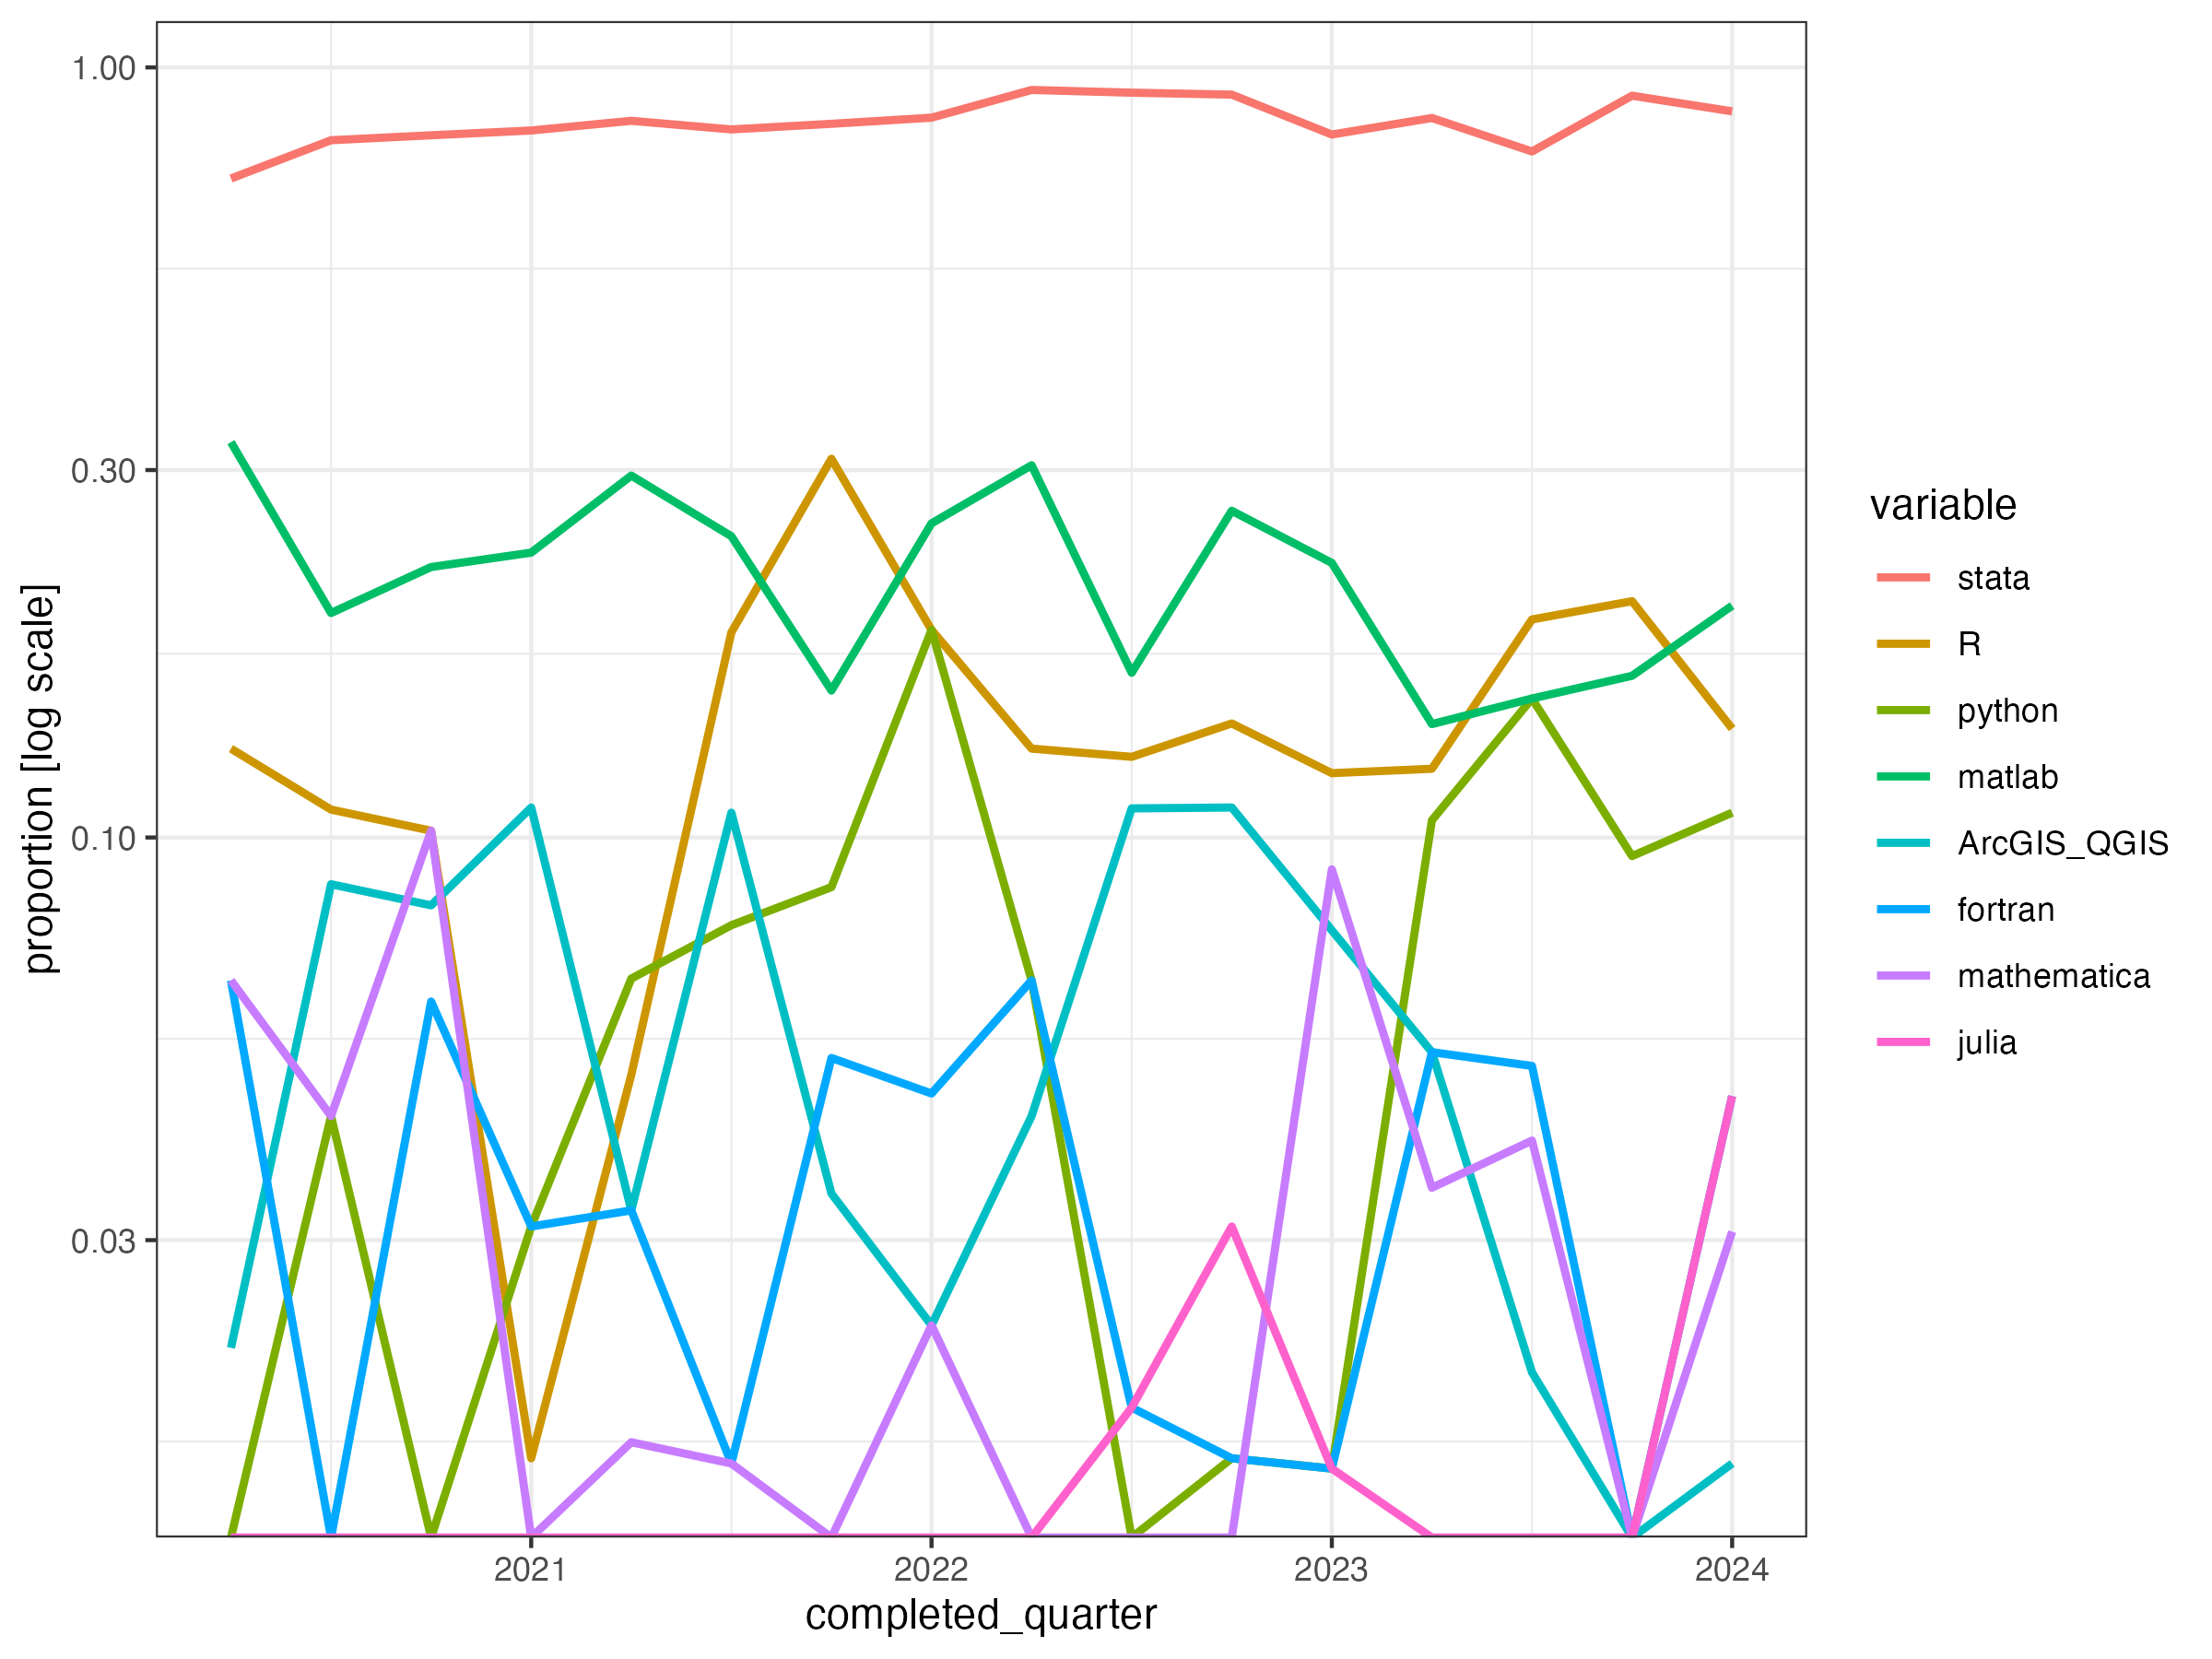 1.00
0.30
0.10
0.03
proportion [log scale]
2021
2022
2023
2024
completed_quarter
variable
stata
R
python
matlab
ArcGIS_QGIS
fortran
mathematica
julia